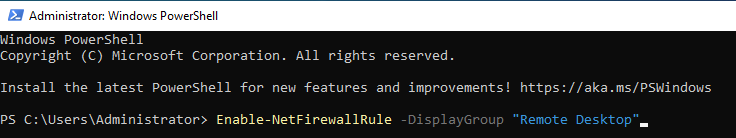 Administrator: Windows PowerShell
Windows PowerShell
Copyright (C) Microsoft Corporation. All rights reserved.
Install the latest PowerShell for new features and improvements! https://aka.ms/PSWindows
PS C:\Users\Administrator> Enable-NetFirewallRule -DisplayGroup "Remote Desktop"